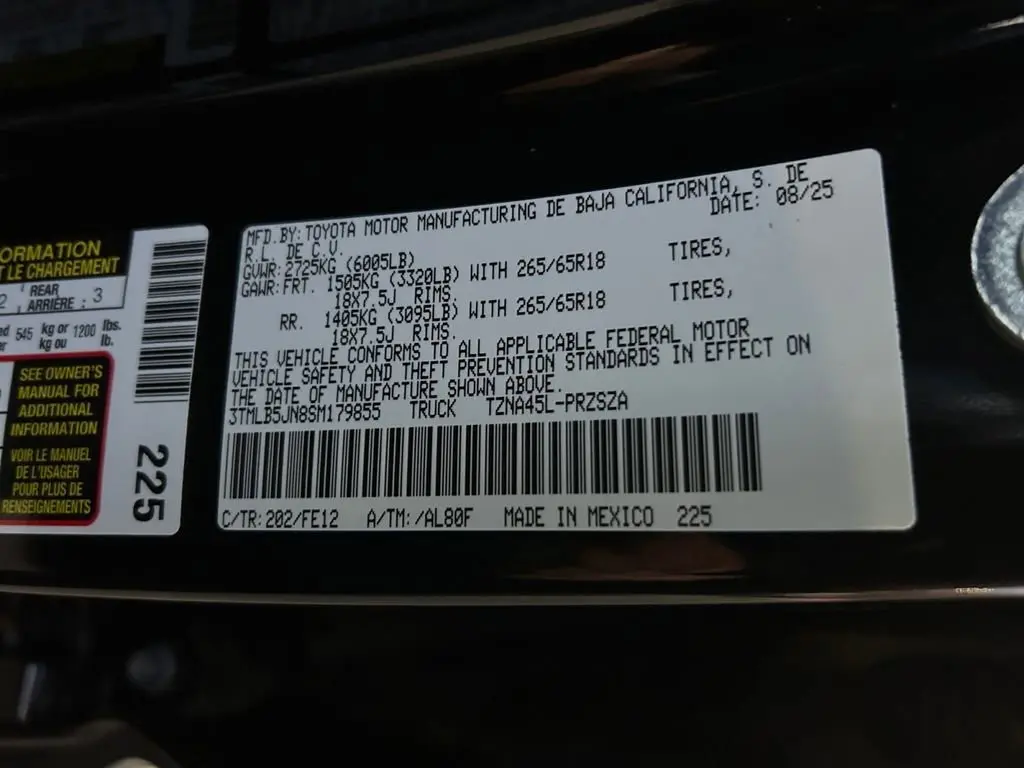 ORMATION
T LE CHARGEMENT
2 REAR ARRIÈRE : 3
545 kg or 1200 lbs.
kg ou lb.
SEE OWNER'S
MANUAL FOR
ADDITIONAL
INFORMATION
VOIR LE MANUEL
DE L'USAGER
POUR PLUS DE
RENSEIGNEMENTS
225
MFD.BY:TOYOTA MOTOR MANUFACTURING DE BAJA CALIFORNIA, S. DE
R.L. DE C.V. DATE: 08/25
GVWR:2725KG (6005LB)
GAWR:FRT. 1505KG (3320LB) WITH 265/65R18 TIRES,
18X7.5J RIMS.
RR. 1405KG (3095LB) WITH 265/65R18 TIRES,
18X7.5J RIMS.
THIS VEHICLE CONFORMS TO ALL APPLICABLE FEDERAL MOTOR
VEHICLE SAFETY AND THEFT PREVENTION STANDARDS IN EFFECT ON
THE DATE OF MANUFACTURE SHOWN ABOVE.
3TMLB5JN8SM179855 TRUCK TZNA45L-PRZSZA
C/TR:202/FE12 A/TM:/AL80F MADE IN MEXICO 225